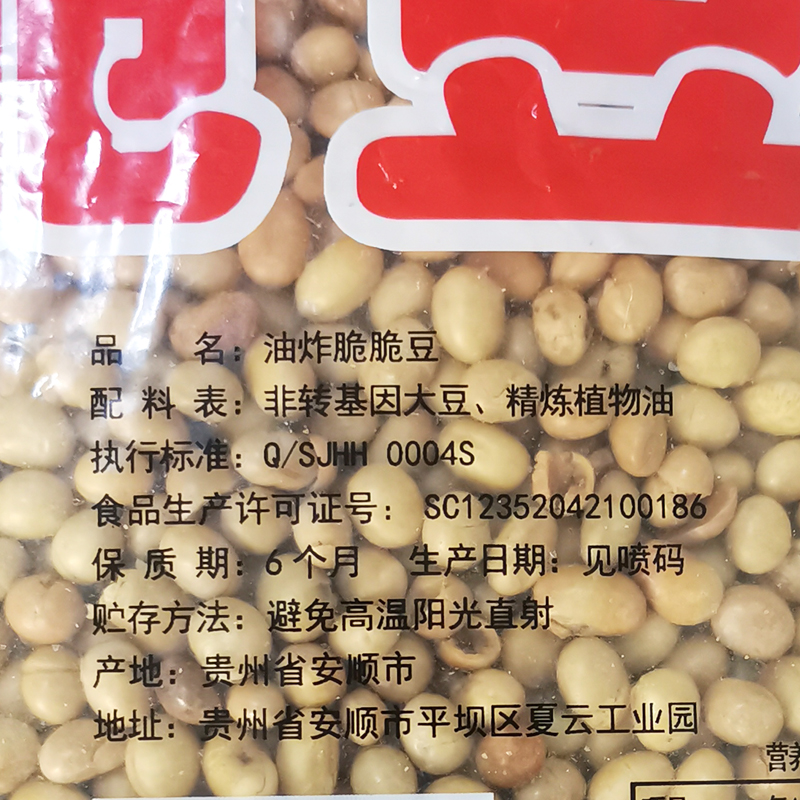 品 名：油炸脆脆豆
配 料 表：非转基因大豆、精炼植物油
执行标准：Q/SJHH 0004S
食品生产许可证号： SC12352042100186
保 质 期：6个月 生产日期：见喷码
贮存方法：避免高温阳光直射
产地：贵州省安顺市
地址：贵州省安顺市平坝区夏云工业园
营养